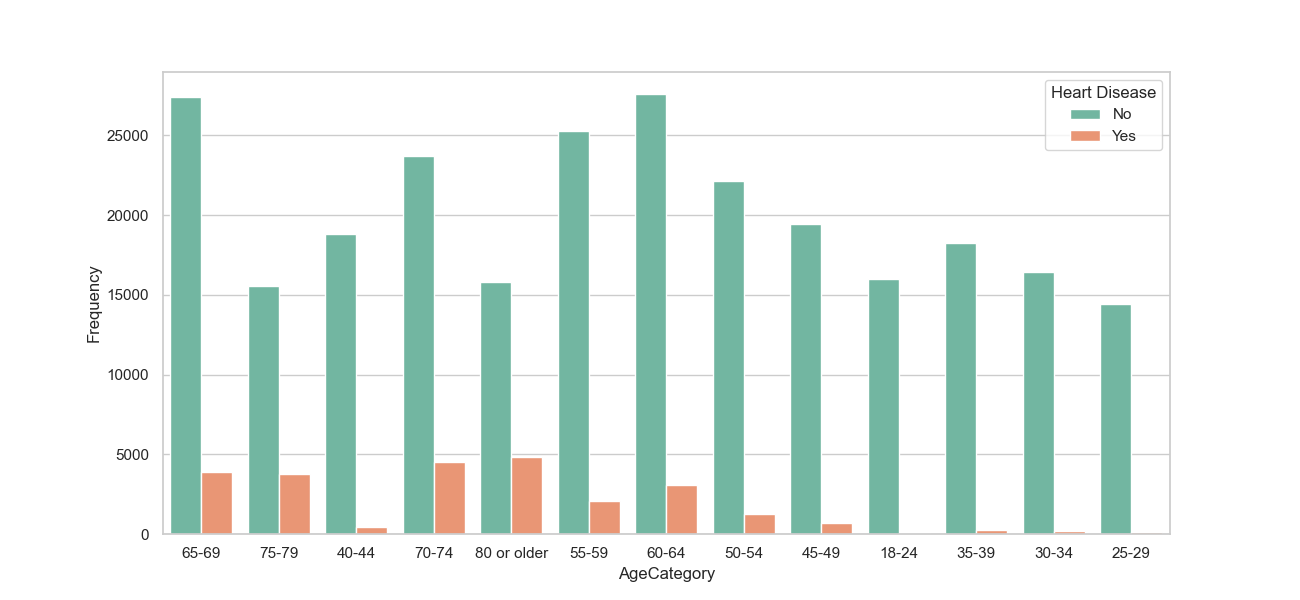 Heart Disease
No
Yes
25000
20000
15000
10000
5000
0
Frequency
65-69 75-79 40-44 70-74 80 or older 55-59 60-64 50-54 45-49 18-24 35-39 30-34 25-29
AgeCategory